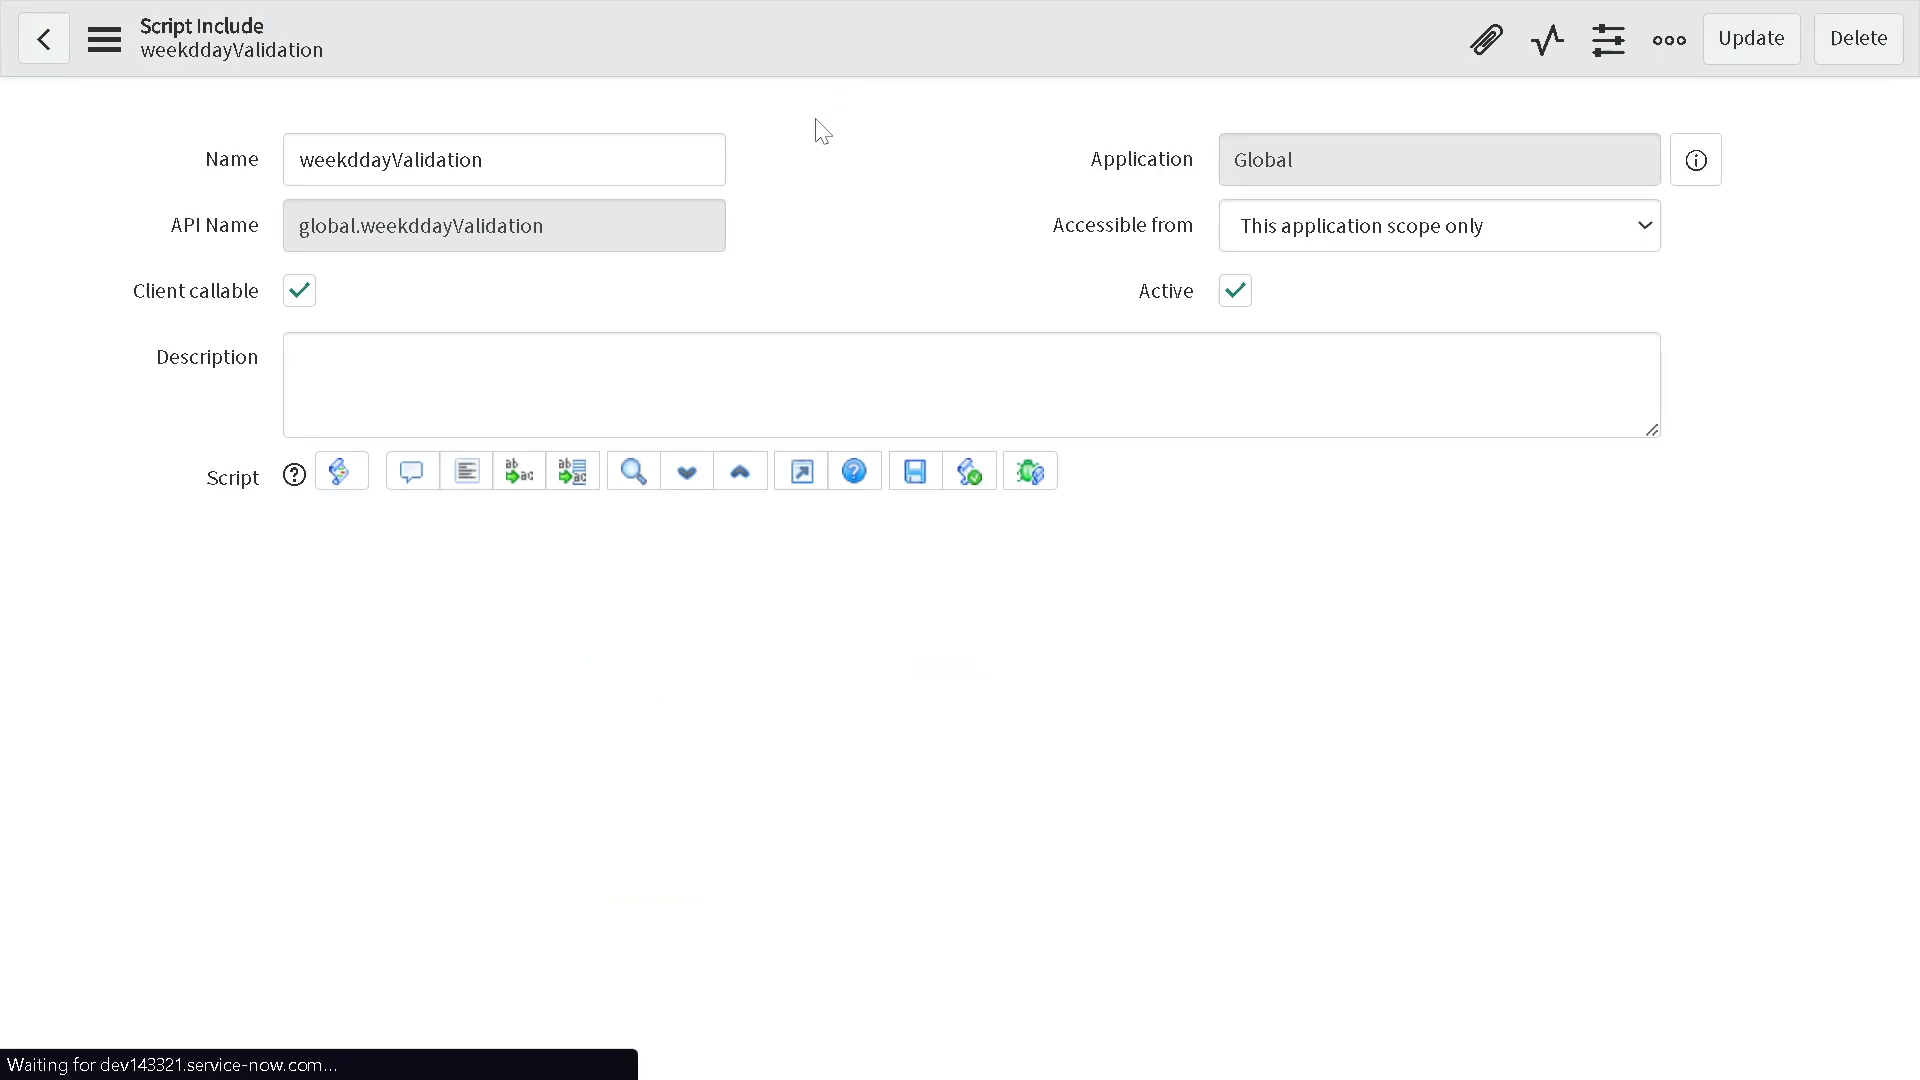 Script Include
weekddayValidation
Update
Delete
Name
weekddayValidation
Application
Global
API Name
global.weekddayValidation
Accessible from
This application scope only
Client callable
Active
Description
Script
Waiting for dev143321.service-now.com...